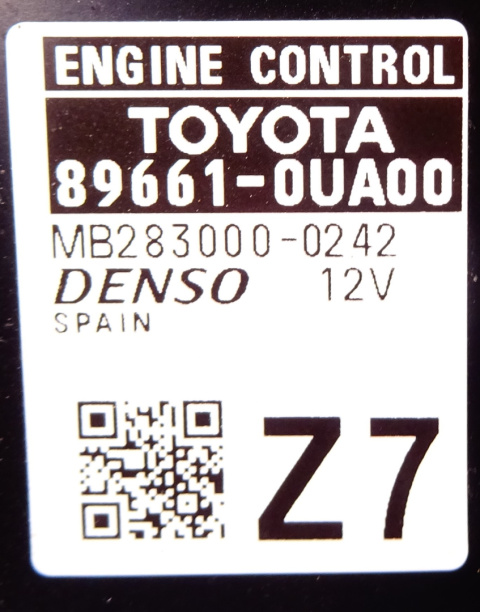 ENGINE CONTROL
TOYOTA
89661-0UA00
MB283000-0242
DENSO 12V
SPAIN
Z7